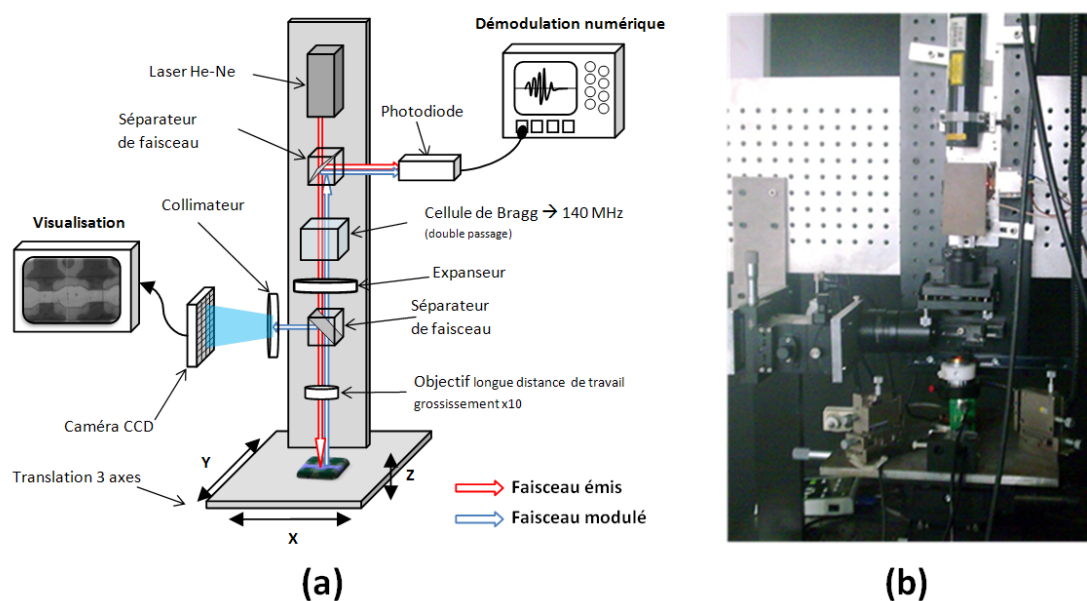 Démodulation numérique
Laser He-Ne
Séparateur
de faisceau
Photodiode
Collimateur
Visualisation
Cellule de Bragg → 140 MHz
(double passage)
Expanseur
Séparateur
de faisceau
Objectif longue distance de travail
grossissement x10
Caméra CCD
Translation 3 axes
Y
Z
X
Faisceau émis
Faisceau modulé
(a)
(b)